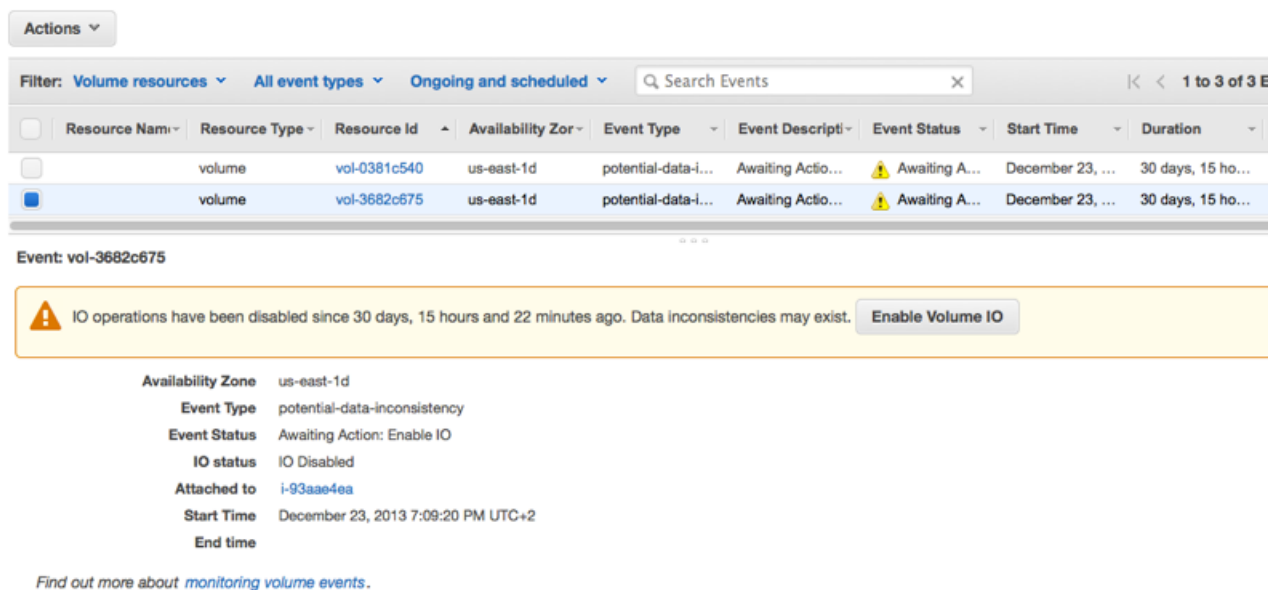 Actions
Filter: Volume resources All event types Ongoing and scheduled Search Events 1 to 3 of 3 E
Resource Nam Resource Type Resource Id Availability Zor Event Type Event Descripti Event Status Start Time Duration
volume vol-0381c540 us-east-1d potential-data-i... Awaiting Actio... Awaiting A... December 23, ... 30 days, 15 ho...
volume vol-3682c675 us-east-1d potential-data-i... Awaiting Actio... Awaiting A... December 23, ... 30 days, 15 ho...
Event: vol-3682c675
IO operations have been disabled since 30 days, 15 hours and 22 minutes ago. Data inconsistencies may exist. Enable Volume IO
Availability Zone us-east-1d
Event Type potential-data-inconsistency
Event Status Awaiting Action: Enable IO
IO status IO Disabled
Attached to i-93aae4ea
Start Time December 23, 2013 7:09:20 PM UTC+2
End time
Find out more about monitoring volume events.